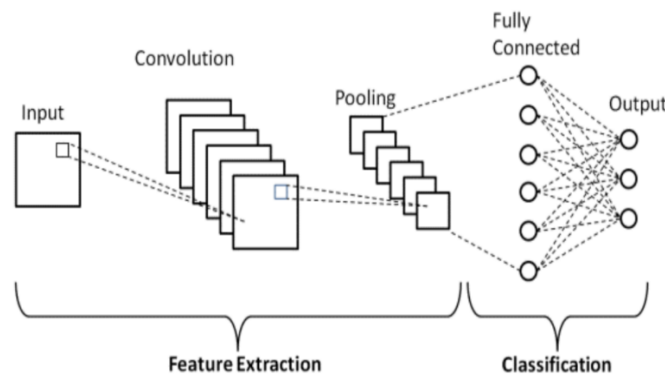 Fully
Connected
Convolution
Pooling
Output
Input
Feature Extraction
Classification